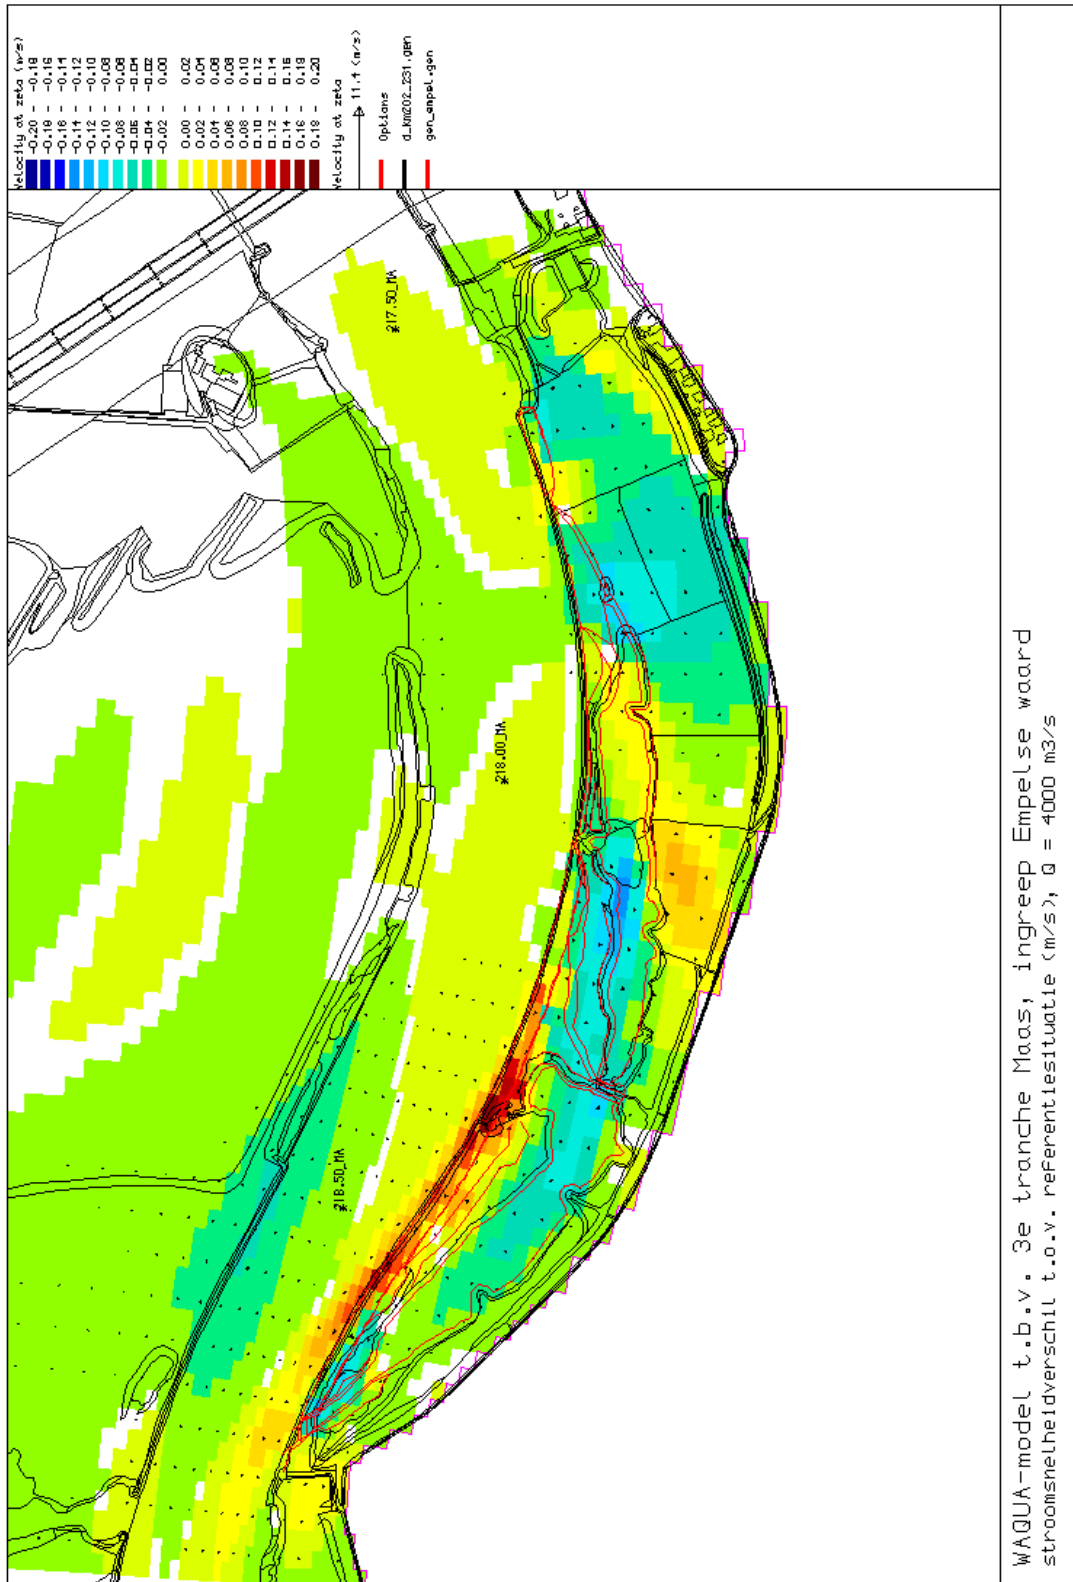 Velocity at zeta (m/s)
-0.20 - -0.18
-0.18 - -0.16
-0.16 - -0.14
-0.14 - -0.12
-0.12 - -0.10
-0.10 - -0.08
-0.08 - -0.06
-0.06 - -0.04
-0.04 - -0.02
-0.02 - 0.00
0.00 - 0.02
0.02 - 0.04
0.04 - 0.06
0.06 - 0.08
0.08 - 0.10
0.10 - 0.12
0.12 - 0.14
0.14 - 0.16
0.16 - 0.18
0.18 - 0.20
Velocity at zeta
11.4 (m/s)
Options
d_km202_231.gen
gen_empel.gen
217.50_MA
218.00_MA
218.50_MA
WAQUA-model t.b.v. 3e tranche Maas, ingreep Empelse waard
stroomsnelheidverschil t.o.v. referentiesituatie (m/s), Q = 4000 m3/s